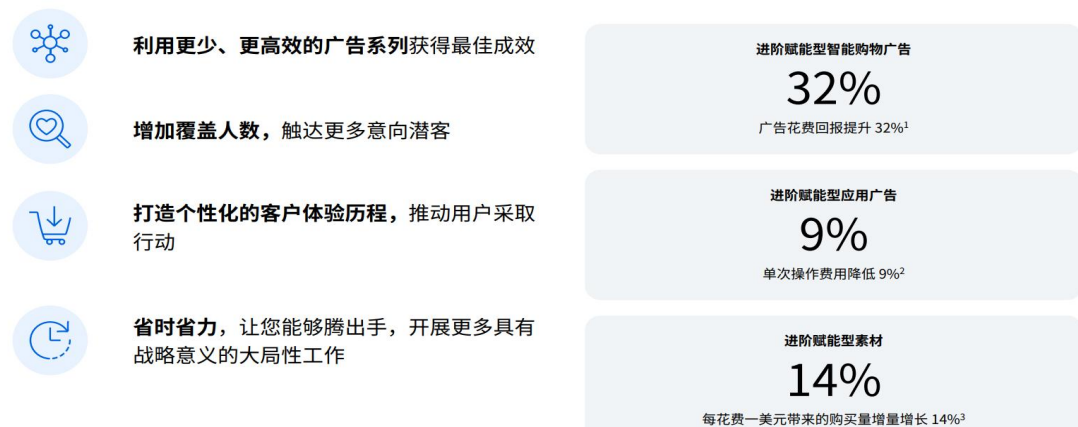 利用更少、更高效的广告系列获得最佳成效
增加覆盖人数，触达更多意向潜客
打造个性化的客户体验历程，推动用户采取
行动
省时省力，让您能够腾出手，开展更多具有
战略意义的大局性工作
进阶赋能型智能购物广告
32%
广告花费回报提升 32%¹
进阶赋能型应用广告
9%
单次操作费用降低 9%²
进阶赋能型素材
14%
每花费一美元带来的购买量增量增长 14%³